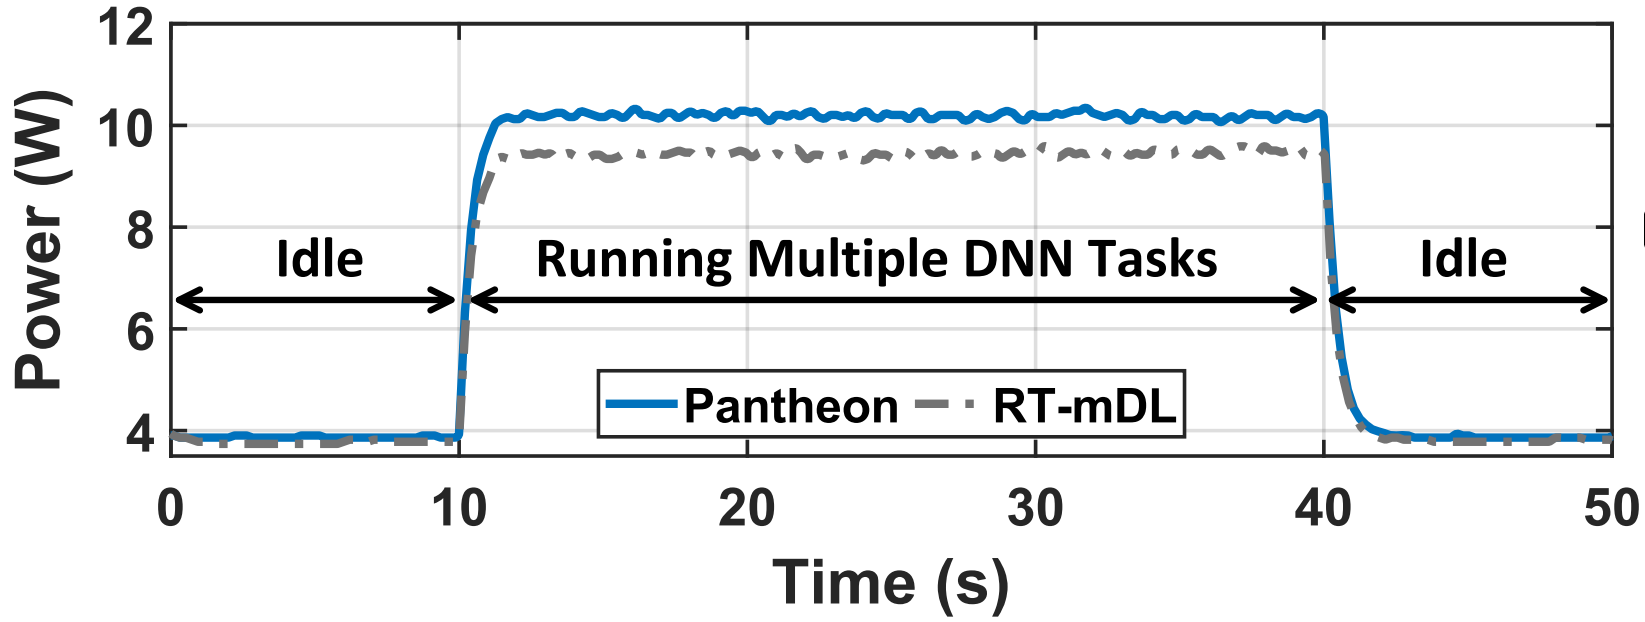 12
10
8
6
4
Power (W)
Idle
Running Multiple DNN Tasks
Idle
Pantheon
RT-mDL
0
10
20
30
40
50
Time (s)